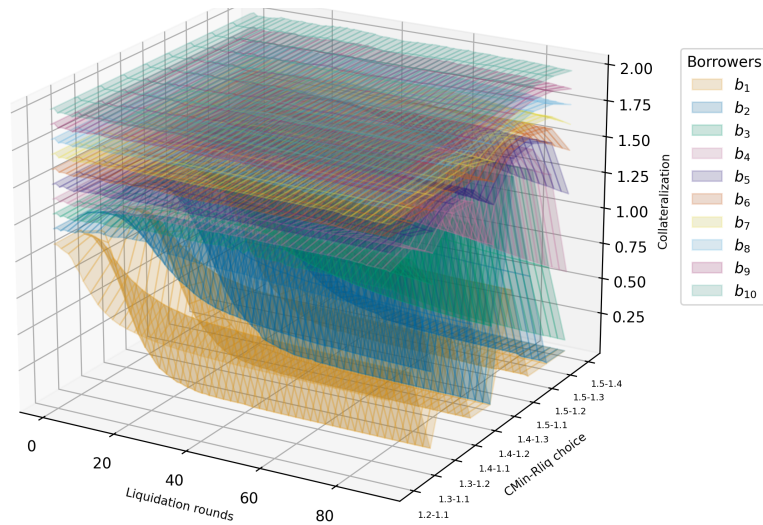 2.00
1.75
1.50
1.25
1.00
0.75
0.50
0.25
Collateralization
Borrowers
b1
b2
b3
b4
b5
b6
b7
b8
b9
b10
0
20
40
60
80
Liquidation rounds
1.5-1.4
1.5-1.3
1.5-1.2
1.5-1.1
1.4-1.3
1.4-1.2
1.4-1.1
1.3-1.2
1.3-1.1
1.2-1.1
CMin-Rliq choice